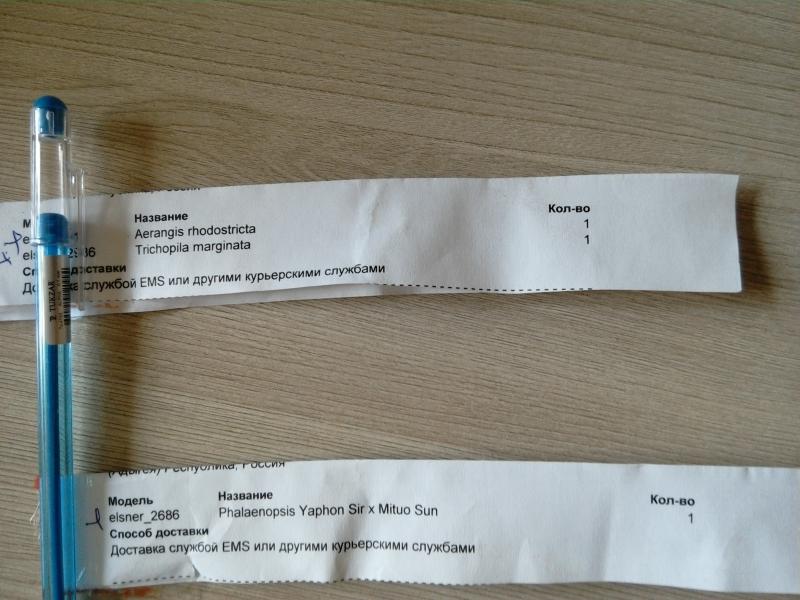 Название Кол-во
Aerangis rhodostricta 1
Trichopila marginata 1
доставки
службой EMS или другими курьерскими службами
TUKZAR
(Адыгея) Республика, Россия
Модель Название Кол-во
elsner_2686 Phalaenopsis Yaphon Sir x Mituo Sun 1
Способ доставки
Доставка службой EMS или другими курьерскими службами